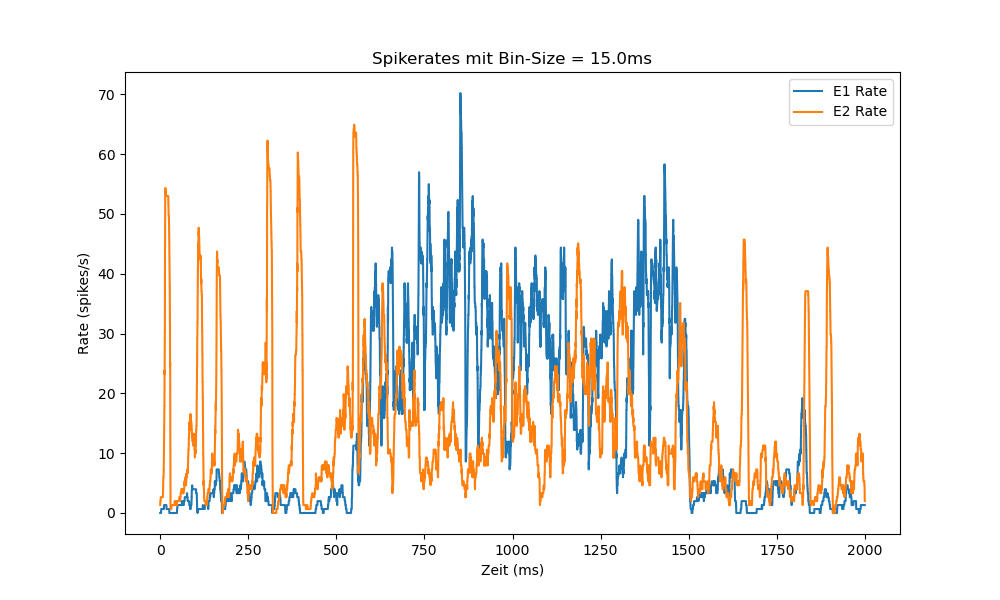 Spikerates mit Bin-Size = 15.0ms
E1 Rate
E2 Rate
Rate (spikes/s)
70
60
50
40
30
20
10
0
0 250 500 750 1000 1250 1500 1750 2000
Zeit (ms)